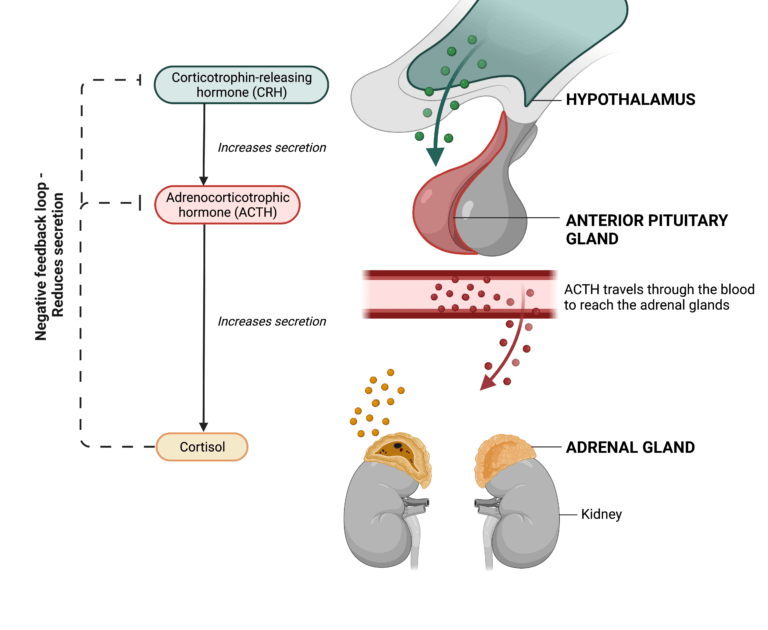 Corticotrophin-releasing
hormone (CRH)
HYPOTHALAMUS
Increases secretion
Adrenocorticotrophic
hormone (ACTH)
ANTERIOR PITUITARY
GLAND
Negative feedback loop -
Reduces secretion
ACTH travels through the blood
to reach the adrenal glands
Increases secretion
Cortisol
ADRENAL GLAND
Kidney